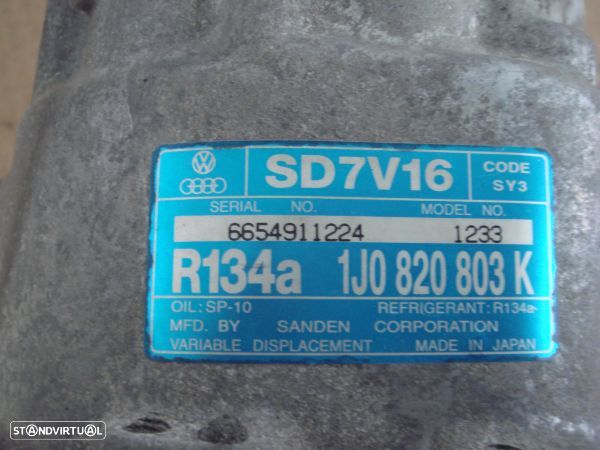 SD7V16
CODE
SY3
SERIAL NO. MODEL NO.
6654911224 1233
R134a 1J0 820 803 K
OIL: SP-10 REFRIGERANT: R134a
MFD. BY SANDEN CORPORATION
VARIABLE DISPLACEMENT MADE IN JAPAN
STANDVIRTUAL